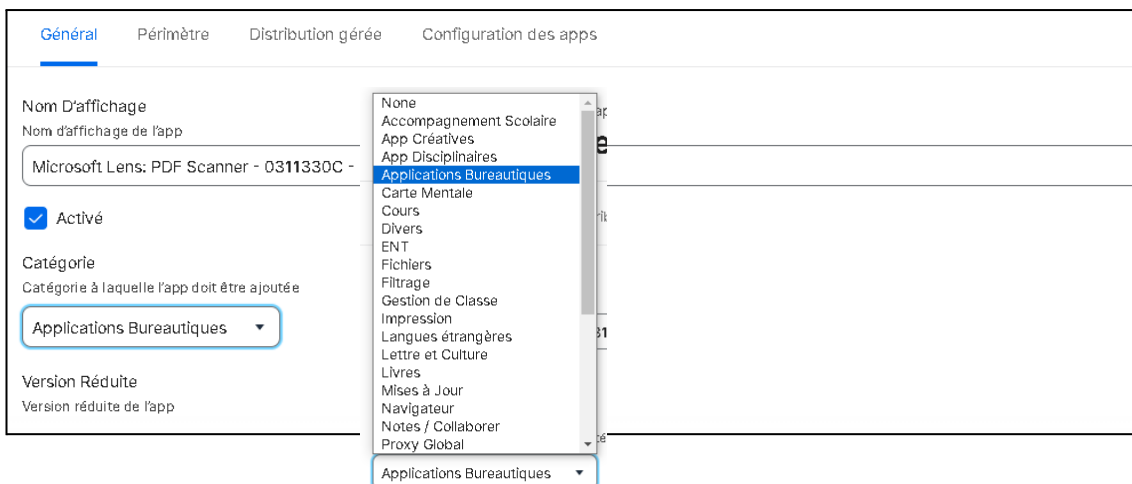 Général Périmètre Distribution gérée Configuration des apps
Nom D'affichage
Nom d'affichage de l'app
Microsoft Lens: PDF Scanner - 0311330C -
Activé
Catégorie
Catégorie à laquelle l'app doit être ajoutée
Applications Bureautiques
Version Réduite
Version réduite de l'app
None
Accompagnement Scolaire
App Créatives
App Disciplinaires
Applications Bureautiques
Carte Mentale
Cours
Divers
ENT
Fichiers
Filtrage
Gestion de Classe
Impression
Langues étrangères
Lettre et Culture
Livres
Mises à Jour
Navigateur
Notes / Collaborer
Proxy Global
Applications Bureautiques